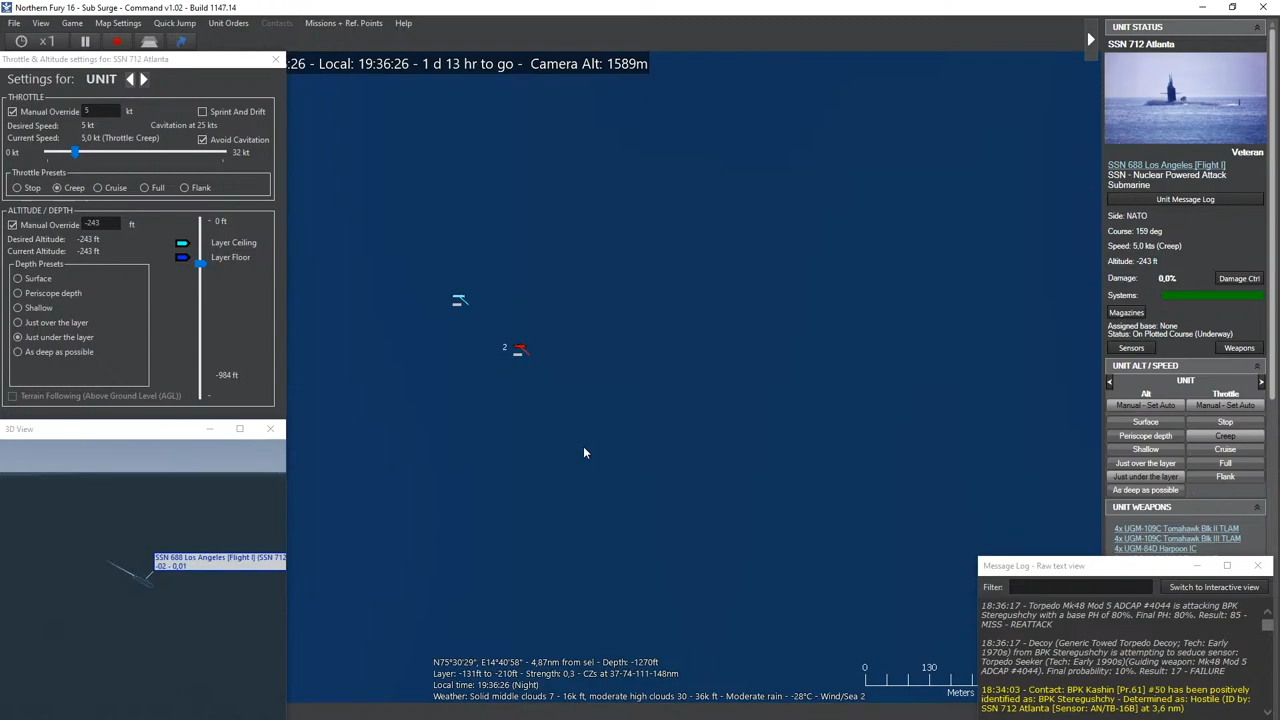 Northern Fury 16 - Sub Surge - Command v1.02 - Build 1147.14
File View Game Map Settings Quick Jump Unit Orders Contacts Missions + Ref. Points Help
x1
Throttle & Altitude settings for: SSN 712 Atlanta
Settings for: UNIT
THROTTLE
Manual Override 5 kt Sprint And Drift
Desired Speed: 5 kt Cavitation at 25 kts
Current Speed: 5,0 kt (Throttle: Creep) Avoid Cavitation
0 kt 32 kt
Throttle Presets
Stop Creep Cruise Full Flank
ALTITUDE / DEPTH
Manual Override -243 ft
Desired Altitude: -243 ft
Current Altitude: -243 ft
Depth Presets
Surface
Periscope depth
Shallow
Just over the layer
Just under the layer
As deep as possible
- 0 ft
Layer Ceiling
Layer Floor
-984 ft
Terrain Following (Above Ground Level (AGL))
3D View
SSN 688 Los Angeles [Flight I] (SSN 712
-02 - 0,01
:26 - Local: 19:36:26 - 1 d 13 hr to go - Camera Alt: 1589m
2
N75°30'29", E14°40'58" - 4,87nm from sel - Depth: -1270ft
Layer: -131ft to -210ft - Strength: 0,3 - CZs at 37-74-111-148nm
Local time: 19:36:26 (Night)
Weather: Solid middle clouds 7 - 16k ft, moderate high clouds 30 - 36k ft - Moderate rain - -28°C - Wind/Sea 2
0 130
Meters
UNIT STATUS
SSN 712 Atlanta
Veteran
SSN 688 Los Angeles [Flight I]
SSN - Nuclear Powered Attack
Submarine
Unit Message Log
Side: NATO
Course: 159 deg
Speed: 5,0 kts (Creep)
Altitude: -243 ft
Damage: 0,0% Damage Ctrl
Systems:
Magazines
Assigned base: None
Status: On Plotted Course (Underway)
Sensors Weapons
UNIT ALT / SPEED
UNIT
Alt Throttle
Manual - Set Auto Manual - Set Auto
Surface Stop
Periscope depth Creep
Shallow Cruise
Just over the layer Full
Just under the layer Flank
As deep as possible
UNIT WEAPONS
4x UGM-109C Tomahawk Blk II TLAM
4x UGM-109C Tomahawk Blk III TLAM
4x UGM-84D Harpoon IC
Message Log - Raw text view
Filter: Switch to Interactive view
18:36:17 - Torpedo Mk48 Mod 5 ADCAP #4044 is attacking BPK
Steregushchy with a base PH of 80%. Final PH: 80%. Result: 85 -
MISS - REATTACK
18:36:17 - Decoy (Generic Towed Torpedo Decoy; Tech: Early
1970s) from BPK Steregushchy is attempting to seduce sensor:
Torpedo Seeker (Tech: Early 1990s)(Guiding weapon: Mk48 Mod
5 ADCAP #4044). Final probability: 10%. Result: 17 - FAILURE
18:34:03 - Contact: BPK Kashin [Pr.61] #50 has been positively
identified as: BPK Steregushchy - Determined as: Hostile (ID by:
SSN 712 Atlanta [Sensor: AN/TB-16B] at 3,6 nm)